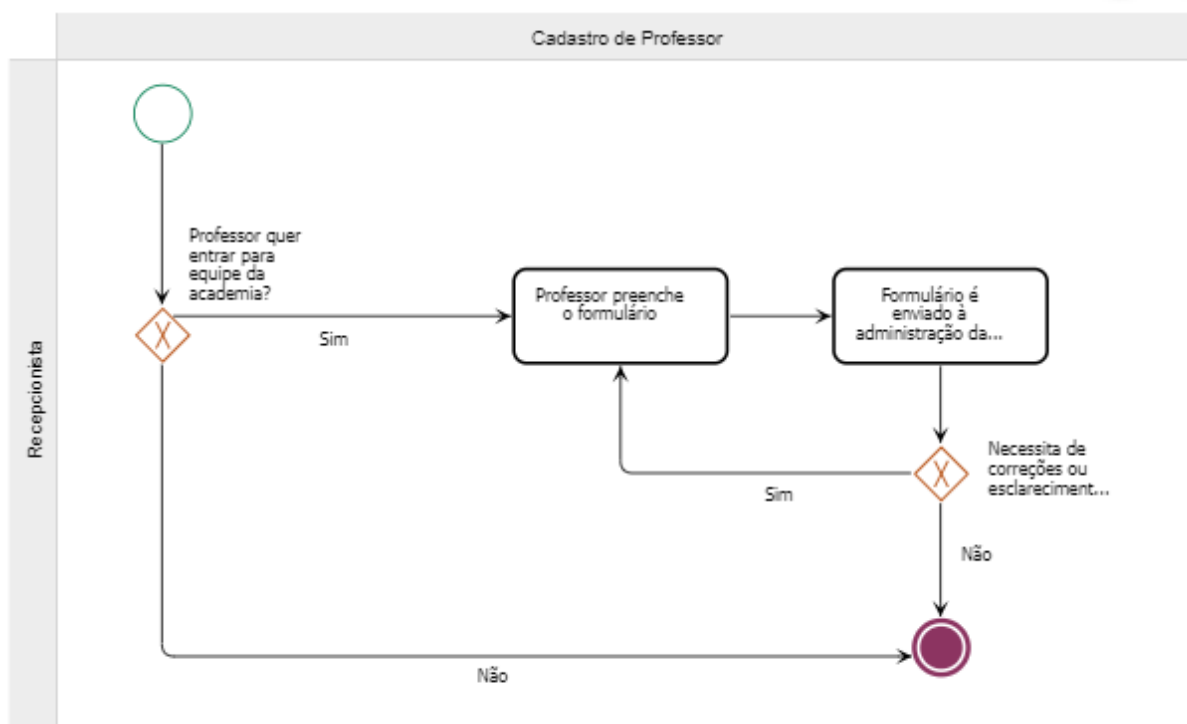 Cadastro de Professor
Recepcionista
Professor quer
entrar para
equipe da
academia?
Sim
Professor preenche
o formulário
Formulário é
enviado à
administração da...
Necessita de
correções ou
esclareciment...
Sim
Não
Não